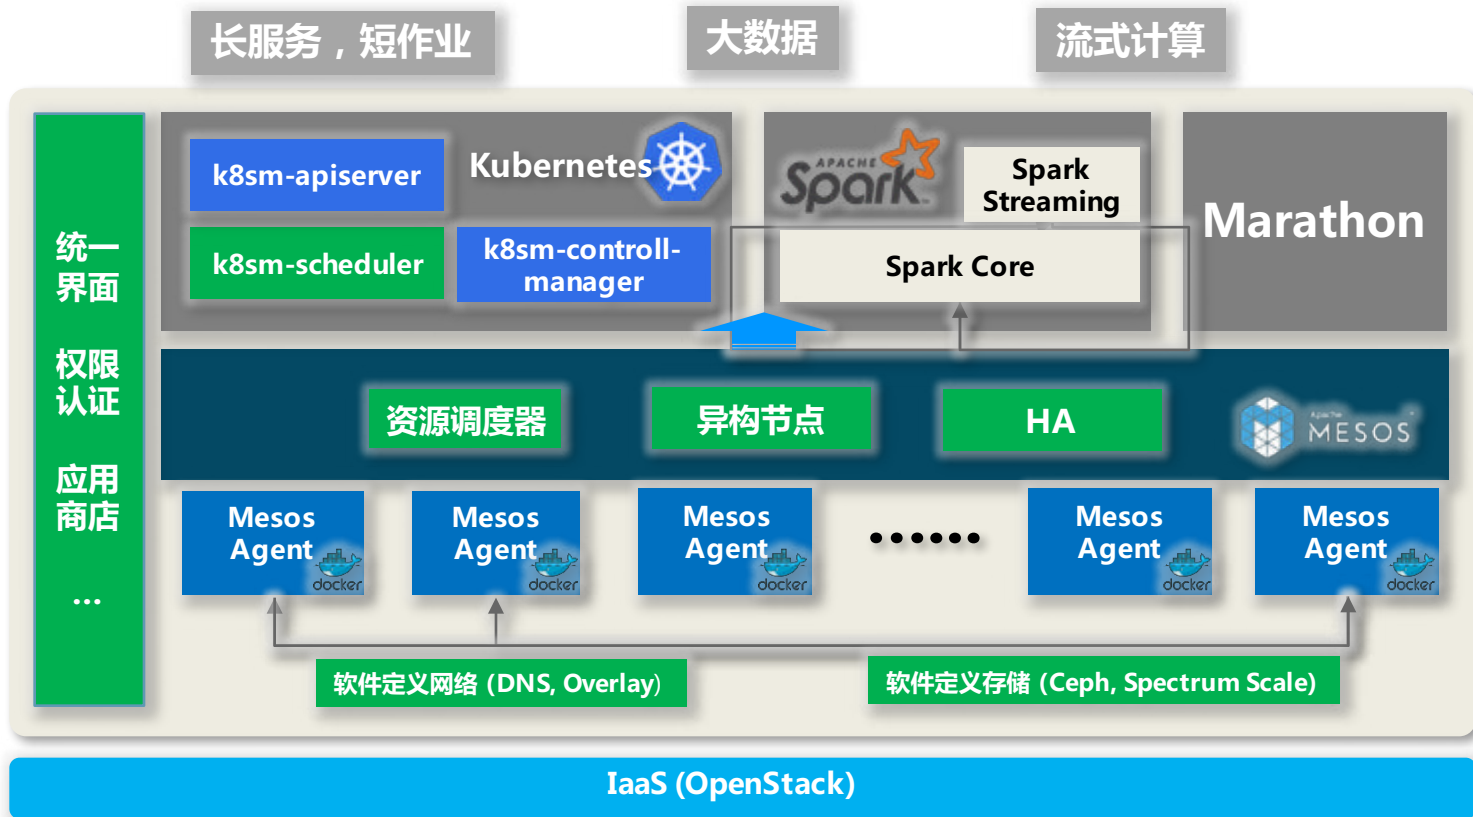 长服务，短作业
大数据
流式计算
统一
界面
权限
认证
应用
商店
...
k8sm-apiserver
Kubernetes
k8sm-scheduler
k8sm-controll-
manager
APACHE
Spark
Spark
Streaming
Spark Core
Marathon
资源调度器
异构节点
HA
Apache
MESOS
Mesos
Agent
docker
Mesos
Agent
docker
Mesos
Agent
docker
······
Mesos
Agent
docker
Mesos
Agent
docker
软件定义网络 (DNS, Overlay)
软件定义存储 (Ceph, Spectrum Scale)
IaaS (OpenStack)